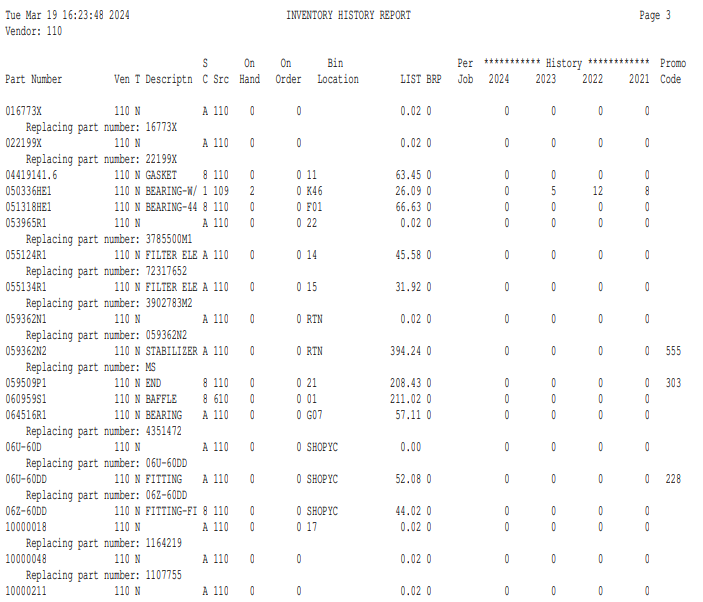 Tue Mar 19 16:23:48 2024 INVENTORY HISTORY REPORT Page 3
Vendor: 110
S On On Bin Per *********** History ************ Promo
Part Number Ven T Descriptn C Src Hand Order Location LIST BRP Job 2024 2023 2022 2021 Code
016773X 110 N A 110 0 0 0.02 0 0 0 0 0
Replacing part number: 16773X
022199X 110 N A 110 0 0 0.02 0 0 0 0 0
Replacing part number: 22199X
04419141.6 110 N GASKET 8 110 0 0 11 63.45 0 0 0 0 0
050336HE1 110 N BEARING-W/ 1 109 2 0 K46 26.09 0 0 5 12 8
051318HE1 110 N BEARING-44 8 110 0 0 F01 66.63 0 0 0 0 0
053965R1 110 N A 110 0 0 22 0.02 0 0 0 0 0
Replacing part number: 3785500M1
055124R1 110 N FILTER ELE A 110 0 0 14 45.58 0 0 0 0 0
Replacing part number: 72317652
055134R1 110 N FILTER ELE A 110 0 0 15 31.92 0 0 0 0 0
Replacing part number: 3902783M2
059362N1 110 N A 110 0 0 RTN 0.02 0 0 0 0 0
Replacing part number: 059362N2
059362N2 110 N STABILIZER A 110 0 0 RTN 394.24 0 0 0 0 0 555
Replacing part number: MS
059509P1 110 N END 8 110 0 0 21 208.43 0 0 0 0 0 303
060959S1 110 N BAFFLE 8 610 0 0 01 211.02 0 0 0 0 0
064516R1 110 N BEARING A 110 0 0 G07 57.11 0 0 0 0 0
Replacing part number: 4351472
06U-60D 110 N A 110 0 0 SHOPYC 0.00 0 0 0 0
Replacing part number: 06U-60DD
06U-60DD 110 N FITTING A 110 0 0 SHOPYC 52.08 0 0 0 0 0 228
Replacing part number: 06Z-60DD
06Z-60DD 110 N FITTING-FI 8 110 0 0 SHOPYC 44.02 0 0 0 0 0
10000018 110 N A 110 0 0 17 0.02 0 0 0 0 0
Replacing part number: 1164219
10000048 110 N A 110 0 0 0.02 0 0 0 0 0
Replacing part number: 1107755
10000211 110 N A 110 0 0 0.02 0 0 0 0 0